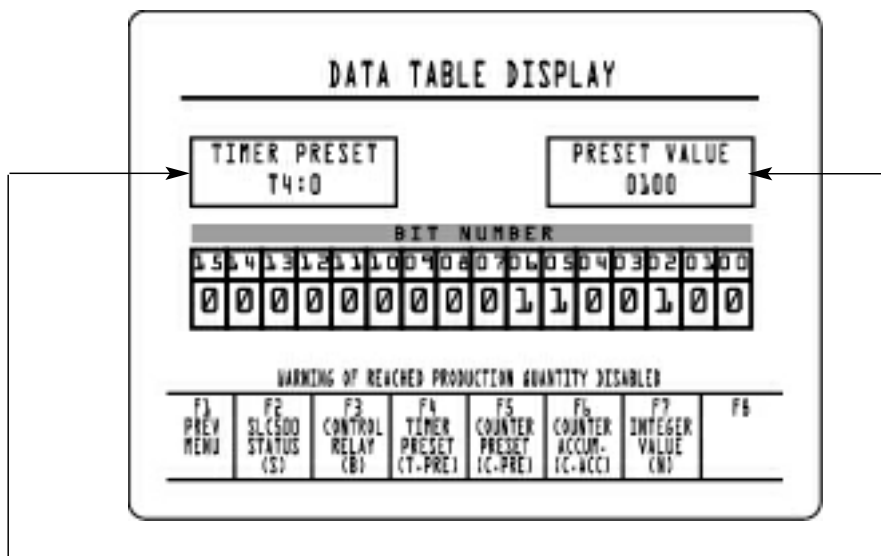 DATA TABLE DISPLAY
TIMER PRESET
T4:0
PRESET VALUE
0100
BIT NUMBER
15 14 13 12 11 10 09 08 07 06 05 04 03 02 01 00
0 0 0 0 0 0 0 0 0 1 1 0 0 1 0 0
WARNING OF REACHED PRODUCTION QUANTITY DISABLED
F1 PREV MENU
F2 SLC500 STATUS (S)
F3 CONTROL RELAY (B)
F4 TIMER PRESET (T-PRE)
F5 COUNTER PRESET (C-PRE)
F6 COUNTER ACCUM. (C-ACC)
F7 INTEGER VALUE (N)
F8